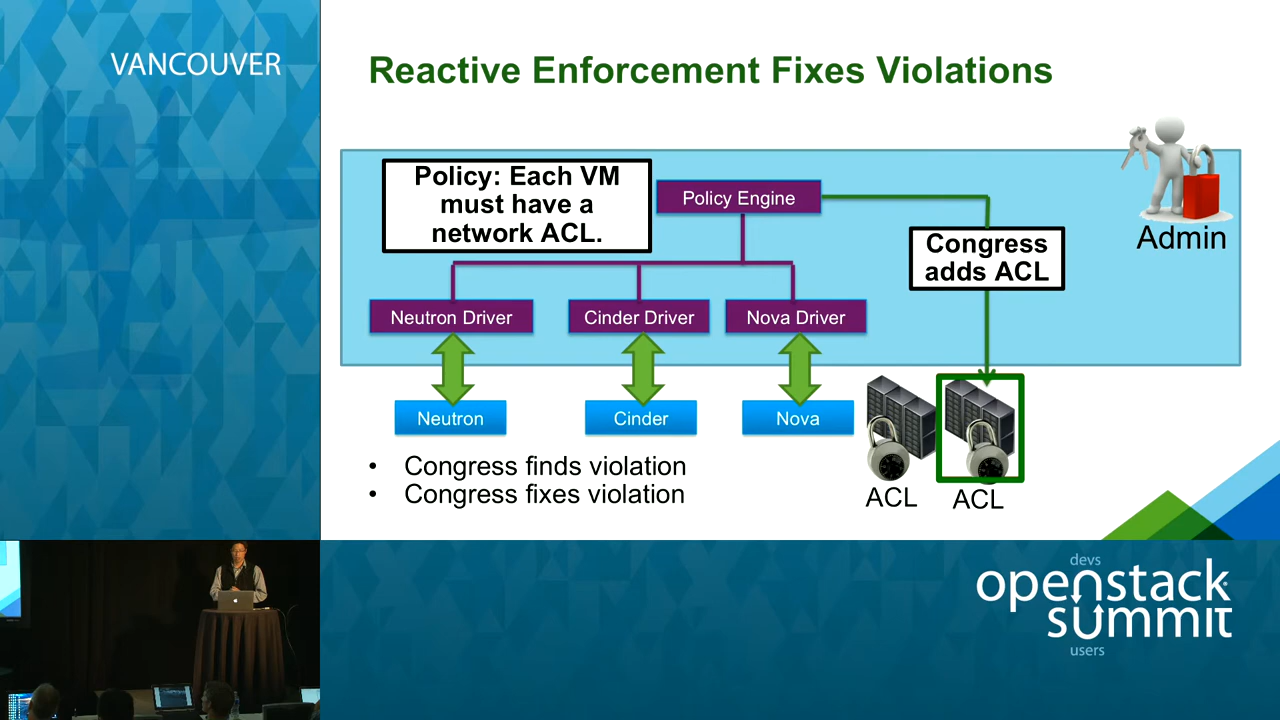 VANCOUVER
Reactive Enforcement Fixes Violations
Policy: Each VM
must have a
network ACL.
Policy Engine
Congress
adds ACL
Admin
Neutron Driver
Cinder Driver
Nova Driver
Neutron
Cinder
Nova
• Congress finds violation
• Congress fixes violation
ACL
ACL
devs
openstack
summit
users